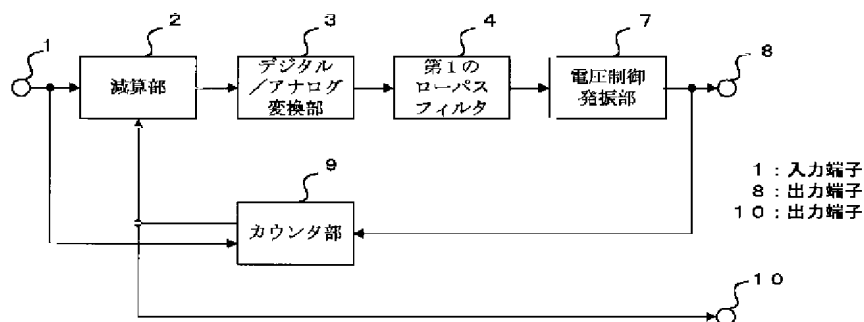 1
2
3
4
7
8
減算部
デジタル
／アナログ
変換部
第１の
ローパス
フィルタ
電圧制御
発振部
9
カウンタ部
1：入力端子
8：出力端子
10：出力端子
10